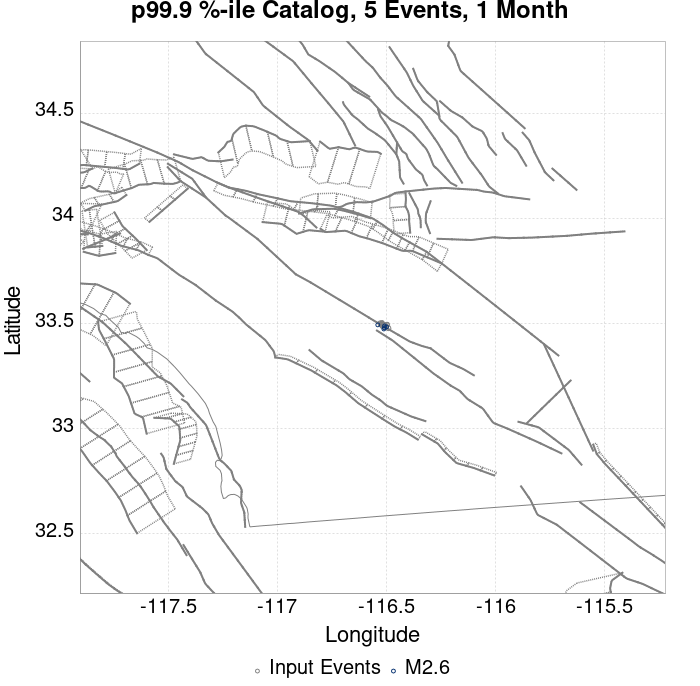 p99.9 %-ile Catalog, 5 Events, 1 Month
34.5
34
33.5
33
32.5
Latitude
-117.5 -117 -116.5 -116 -115.5
Longitude
Input Events M2.6